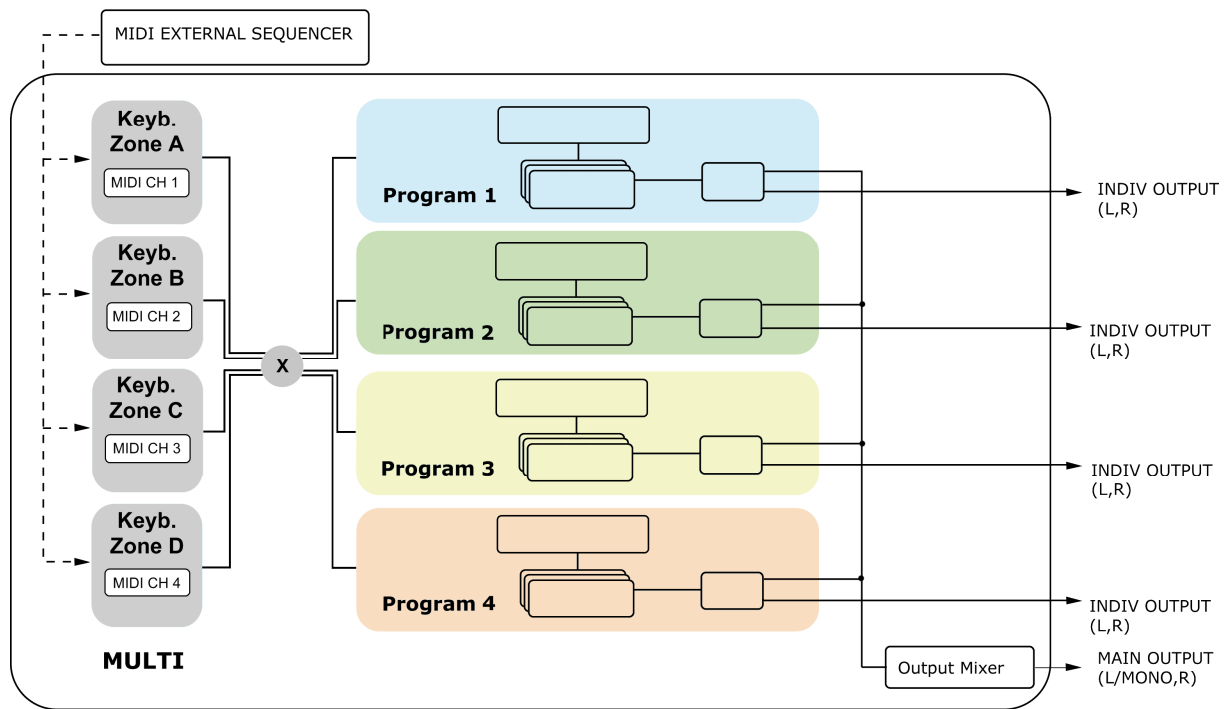 MIDI EXTERNAL SEQUENCER
Keyb.
Zone A
MIDI CH 1
Keyb.
Zone B
MIDI CH 2
Keyb.
Zone C
MIDI CH 3
Keyb.
Zone D
MIDI CH 4
MULTI
X
Program 1
Program 2
Program 3
Program 4
INDIV OUTPUT
(L,R)
INDIV OUTPUT
(L,R)
INDIV OUTPUT
(L,R)
INDIV OUTPUT
(L,R)
Output Mixer
MAIN OUTPUT
(L/MONO,R)